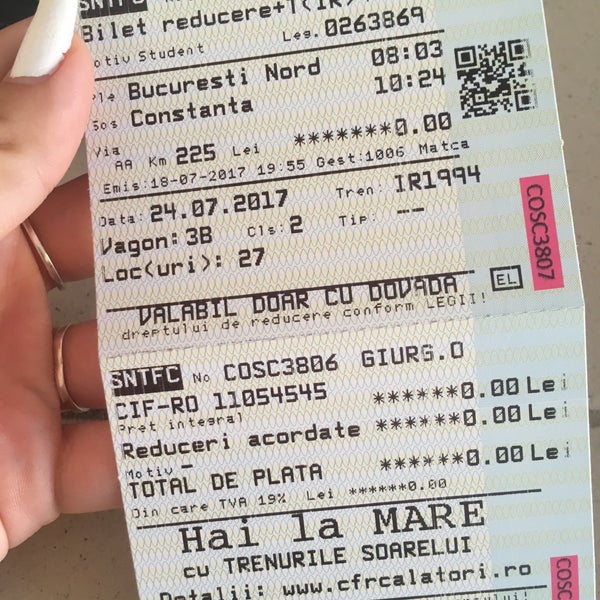 SNTFC
Bilet reducere+T(IR)
Motiv Student Les. 0263869
Ple Bucuresti Nord 08:03
Sos Constanta 10:24
Via
AA Km 225 Lei *******0.00
Emis:18-07-2017 19:55 Gest:1006 Matca
Data: 24.07.2017 Tren: IR1994
Vagon: 3B Cls: 2 Tip: --
Loc(uri): 27
COSC3807
VALABIL DOAR CU DOVADA EL
dreptului de reducere conform LEGII!
SNTFC No COSC3806 GIURG.O
CIF-RO 11054545
Pret integral ******0.00 Lei
Reduceri acordate ******0.00 Lei
Motiv –
TOTAL DE PLATA ******0.00 Lei
Din care TVA 19% Lei ******0.00
Hai la MARE
cu TRENURILE SOARELUI
Detalii: www.cfrcalatori.ro
COSC